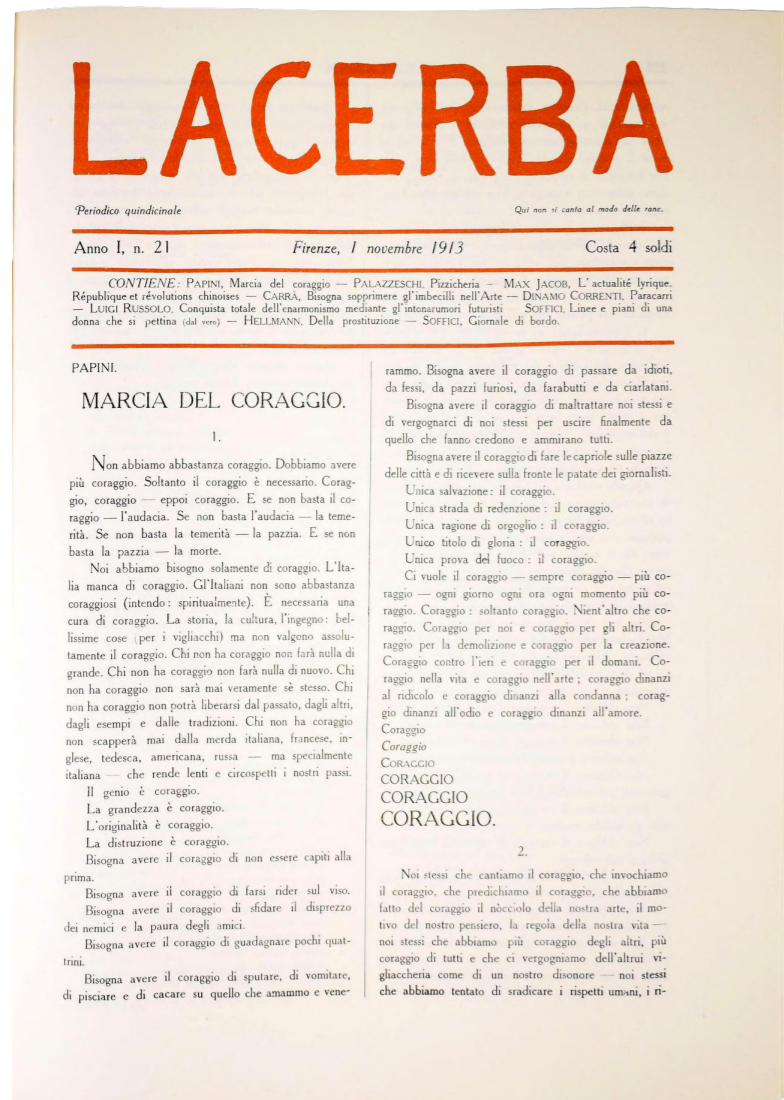 LACERBA
Periodico quindicinale
Qui non si canta al modo delle rane.
Anno I, n. 21
Firenze, 1 novembre 1913
Costa 4 soldi
CONTIENE: PAPINI, Marcia del coraggio — PALAZZESCHI, Pizzicheria — MAX JACOB, L'actualité lyrique.
République et révolutions chinoises — CARRÀ, Bisogna sopprimere gl'imbecilli nell'Arte — DINAMO CORRENTI, Paracarri
— LUIGI RUSSOLO, Conquista totale dell'enarmonismo mediante gl'intonarumori futuristi SOFFICI, Linee e piani di una
donna che si pettina (dal vero) — HELLMANN, Della prostituzione — SOFFICI, Giornale di bordo.
PAPINI.
MARCIA DEL CORAGGIO.
1.
Non abbiamo abbastanza coraggio. Dobbiamo avere
più coraggio. Soltanto il coraggio è necessario. Corag-
gio, coraggio — eppoi coraggio. E se non basta il co-
raggio — l'audacia. Se non basta l'audacia — la teme-
rità. Se non basta la temerità — la pazzia. E se non
basta la pazzia — la morte.
Noi abbiamo bisogno solamente di coraggio. L'Ita-
lia manca di coraggio. Gl'Italiani non sono abbastanza
coraggiosi (intendo: spiritualmente). È necessaria una
cura di coraggio. La storia, la cultura, l'ingegno: bel-
lissime cose (per i vigliacchi) ma non valgono assolu-
tamente il coraggio. Chi non ha coraggio non farà nulla di
grande. Chi non ha coraggio non farà nulla di nuovo. Chi
non ha coraggio non sarà mai veramente sè stesso. Chi
non ha coraggio non potrà liberarsi dal passato, dagli altri,
dagli esempi e dalle tradizioni. Chi non ha coraggio
non scapperà mai dalla merda italiana, francese, in-
glese, tedesca, americana, russa — ma specialmente
italiana — che rende lenti e circospetti i nostri passi.
Il genio è coraggio.
La grandezza è coraggio.
L'originalità è coraggio.
La distruzione è coraggio.
Bisogna avere il coraggio di non essere capiti alla
prima.
Bisogna avere il coraggio di farsi rider sul viso.
Bisogna avere il coraggio di sfidare il disprezzo
dei nemici e la paura degli amici.
Bisogna avere il coraggio di guadagnare pochi quat-
trini.
Bisogna avere il coraggio di sputare, di vomitare,
di pisciare e di cacare su quello che amammo e vene-
rammo. Bisogna avere il coraggio di passare da idioti,
da fessi, da pazzi furiosi, da farabutti e da ciarlatani.
Bisogna avere il coraggio di maltrattare noi stessi e
di vergognarci di noi stessi per uscire finalmente da
quello che fanno credono e ammirano tutti.
Bisogna avere il coraggio di fare le capriole sulle piazze
delle città e di ricevere sulla fronte le patate dei giornalisti.
Unica salvazione: il coraggio.
Unica strada di redenzione: il coraggio.
Unica ragione di orgoglio: il coraggio.
Unico titolo di gloria: il coraggio.
Unica prova del fuoco: il coraggio.
Ci vuole il coraggio — sempre coraggio — più co-
raggio — ogni giorno ogni ora ogni momento più co-
raggio. Coraggio: soltanto coraggio. Nient'altro che co-
raggio. Coraggio per noi e coraggio per gli altri. Co-
raggio per la demolizione e coraggio per la creazione.
Coraggio contro l'ieri e coraggio per il domani. Co-
raggio nella vita e coraggio nell'arte; coraggio dinanzi
al ridicolo e coraggio dinanzi alla condanna; corag-
gio dinanzi all'odio e coraggio dinanzi all'amore.
Coraggio
Coraggio
CORAGGIO
CORAGGIO
CORAGGIO
CORAGGIO.
2.
Noi stessi che cantiamo il coraggio, che invochiamo
il coraggio, che predichiamo il coraggio, che abbiamo
fatto del coraggio il nòcciolo della nostra arte, il mo-
tivo del nostro pensiero, la regola della nostra vita —
noi stessi che abbiamo più coraggio degli altri, più
coraggio di tutti e che ci vergogniamo dell'altrui vi-
gliaccheria come di un nostro disonore — noi stessi
che abbiamo tentato di sradicare i rispetti umani, i ri-